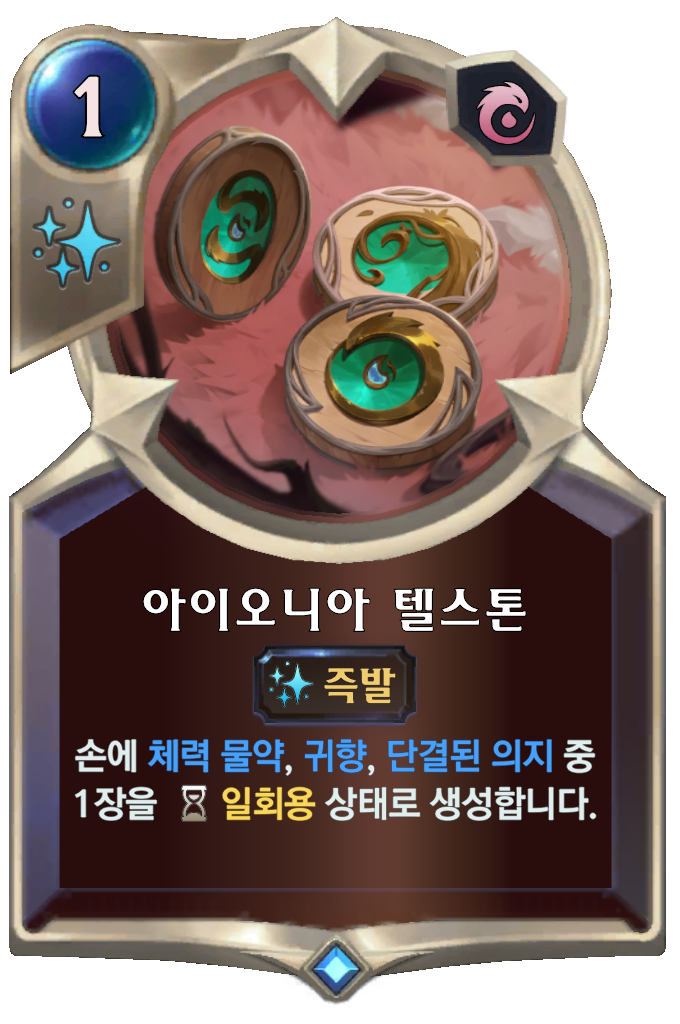 1
아이오니아 텔스톤
즉발
손에 체력 물약, 귀향, 단결된 의지 중
1장을 일회용 상태로 생성합니다.